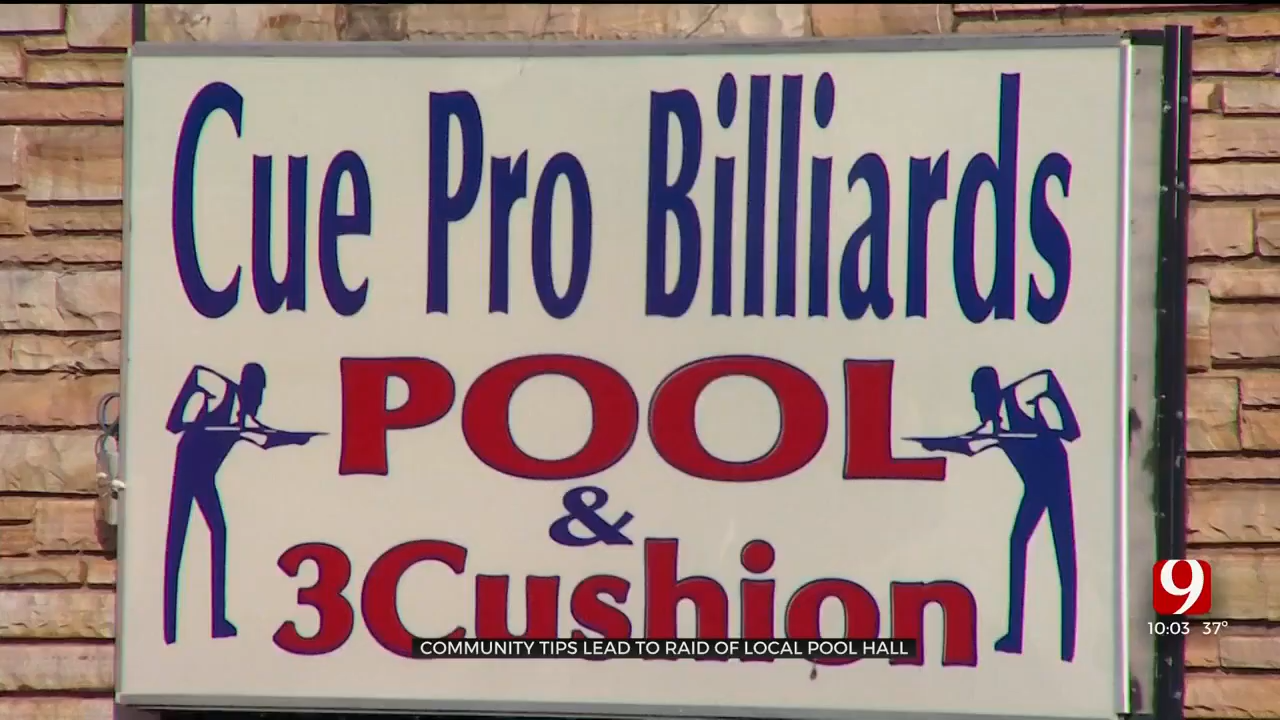 Cue Pro Billiards
POOL
&
3Cushion
COMMUNITY TIPS LEAD TO RAID OF LOCAL POOL HALL
9
10:03 37°